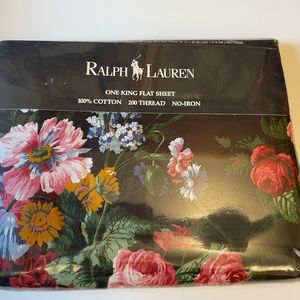 RALPH LAUREN
ONE KING FLAT SHEET
100% COTTON 200 THREAD NO-IRON